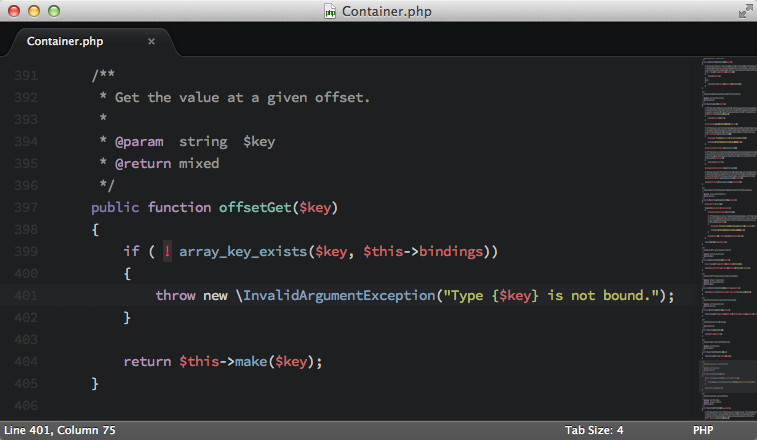 Container.php
Container.php ×
391 /**
392 * Get the value at a given offset.
393 *
394 * @param  string  $key
395 * @return mixed
396 */
397 public function offsetGet($key)
398 {
399 if ( ! array_key_exists($key, $this->bindings))
400 {
401 throw new \InvalidArgumentException("Type {$key} is not bound.");
402 }
403
404 return $this->make($key);
405 }
406
Line 401, Column 75 Tab Size: 4 PHP